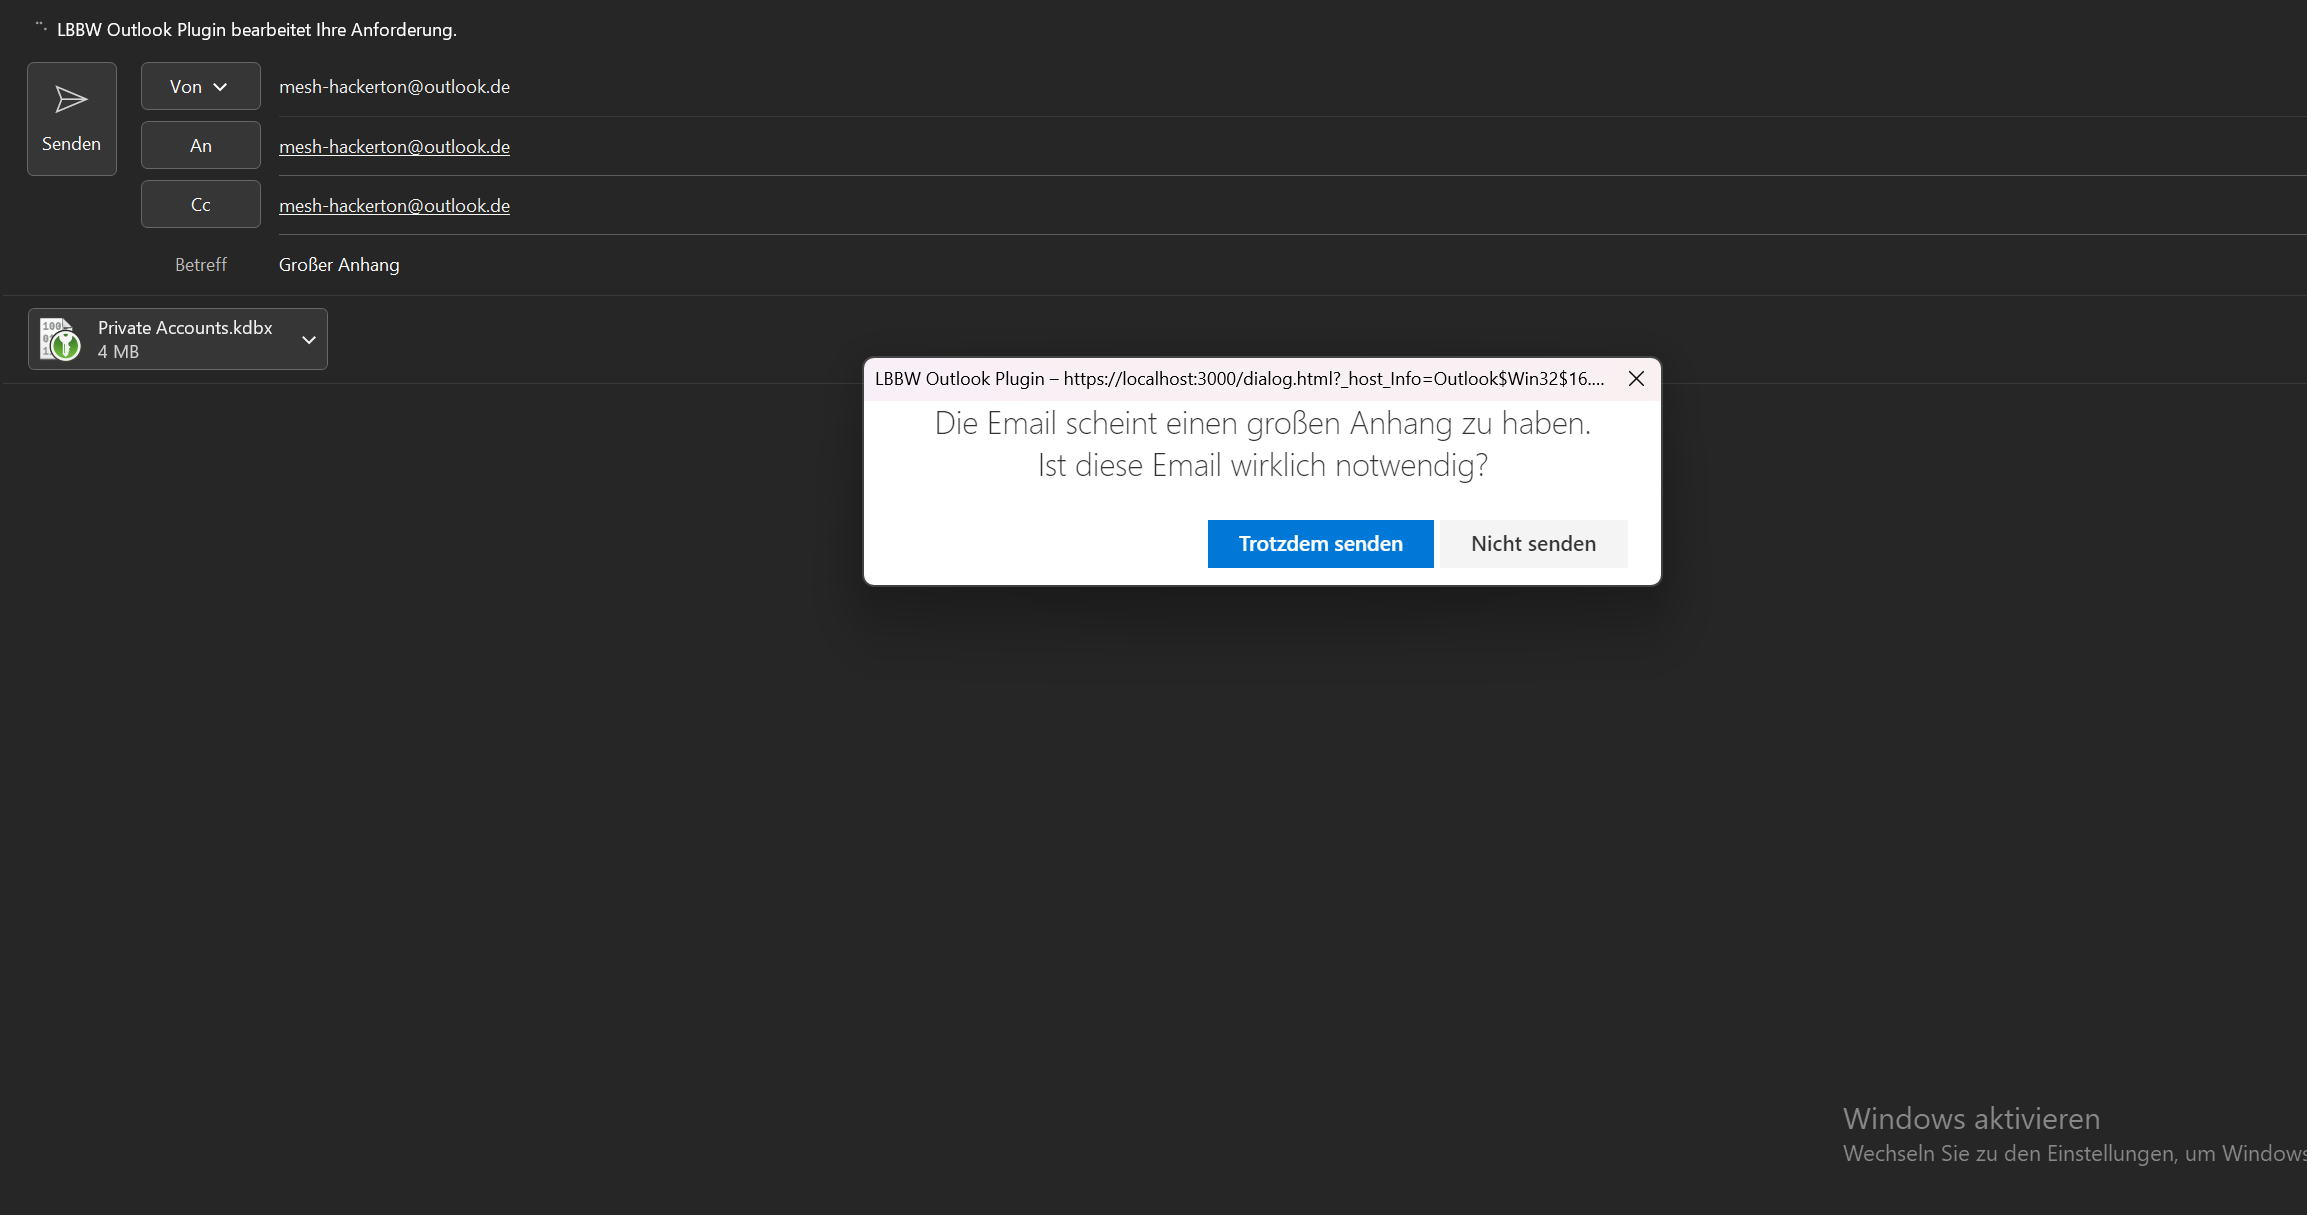 LBBW Outlook Plugin bearbeitet Ihre Anforderung.
Senden
Von
mesh-hackerton@outlook.de
An
mesh-hackerton@outlook.de
Cc
mesh-hackerton@outlook.de
Betreff
Großer Anhang
Private Accounts.kdbx
4 MB
LBBW Outlook Plugin – https://localhost:3000/dialog.html?_host_Info=Outlook$Win32$16....
Die Email scheint einen großen Anhang zu haben.
Ist diese Email wirklich notwendig?
Trotzdem senden
Nicht senden
Windows aktivieren
Wechseln Sie zu den Einstellungen, um Windows